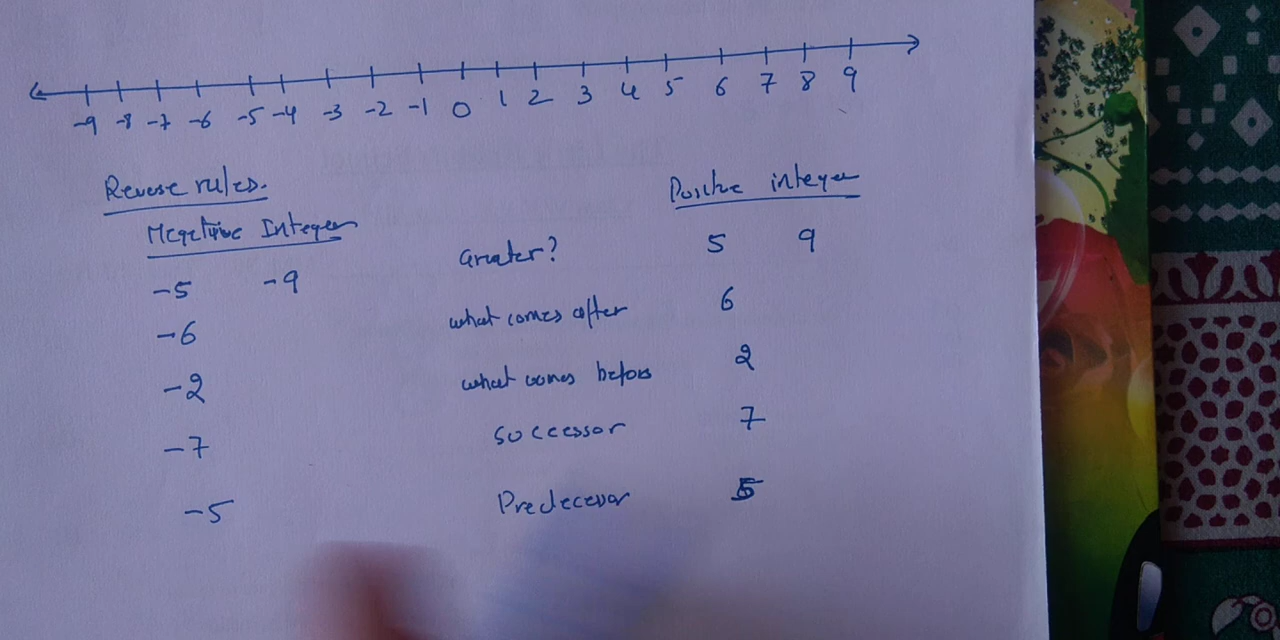 -9 -8 -7 -6 -5 -4 -3 -2 -1 0 1 2 3 4 5 6 7 8 9
Reverse rules.
Negative Integer
Positive integer
-5 -9 Greater? 5 9
-6 what comes after 6
-2 what comes before 2
-7 successor 7
-5 Predecessor 5